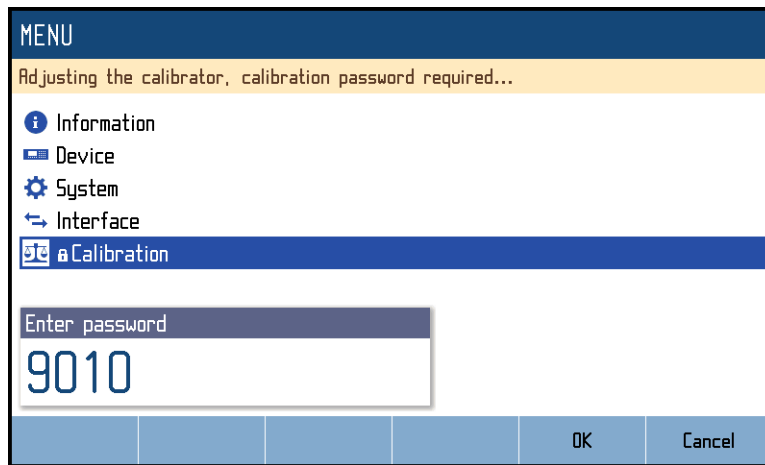 MENU
Adjusting the calibrator, calibration password required...
Information
Device
System
Interface
Calibration
Enter password
9010
OK Cancel